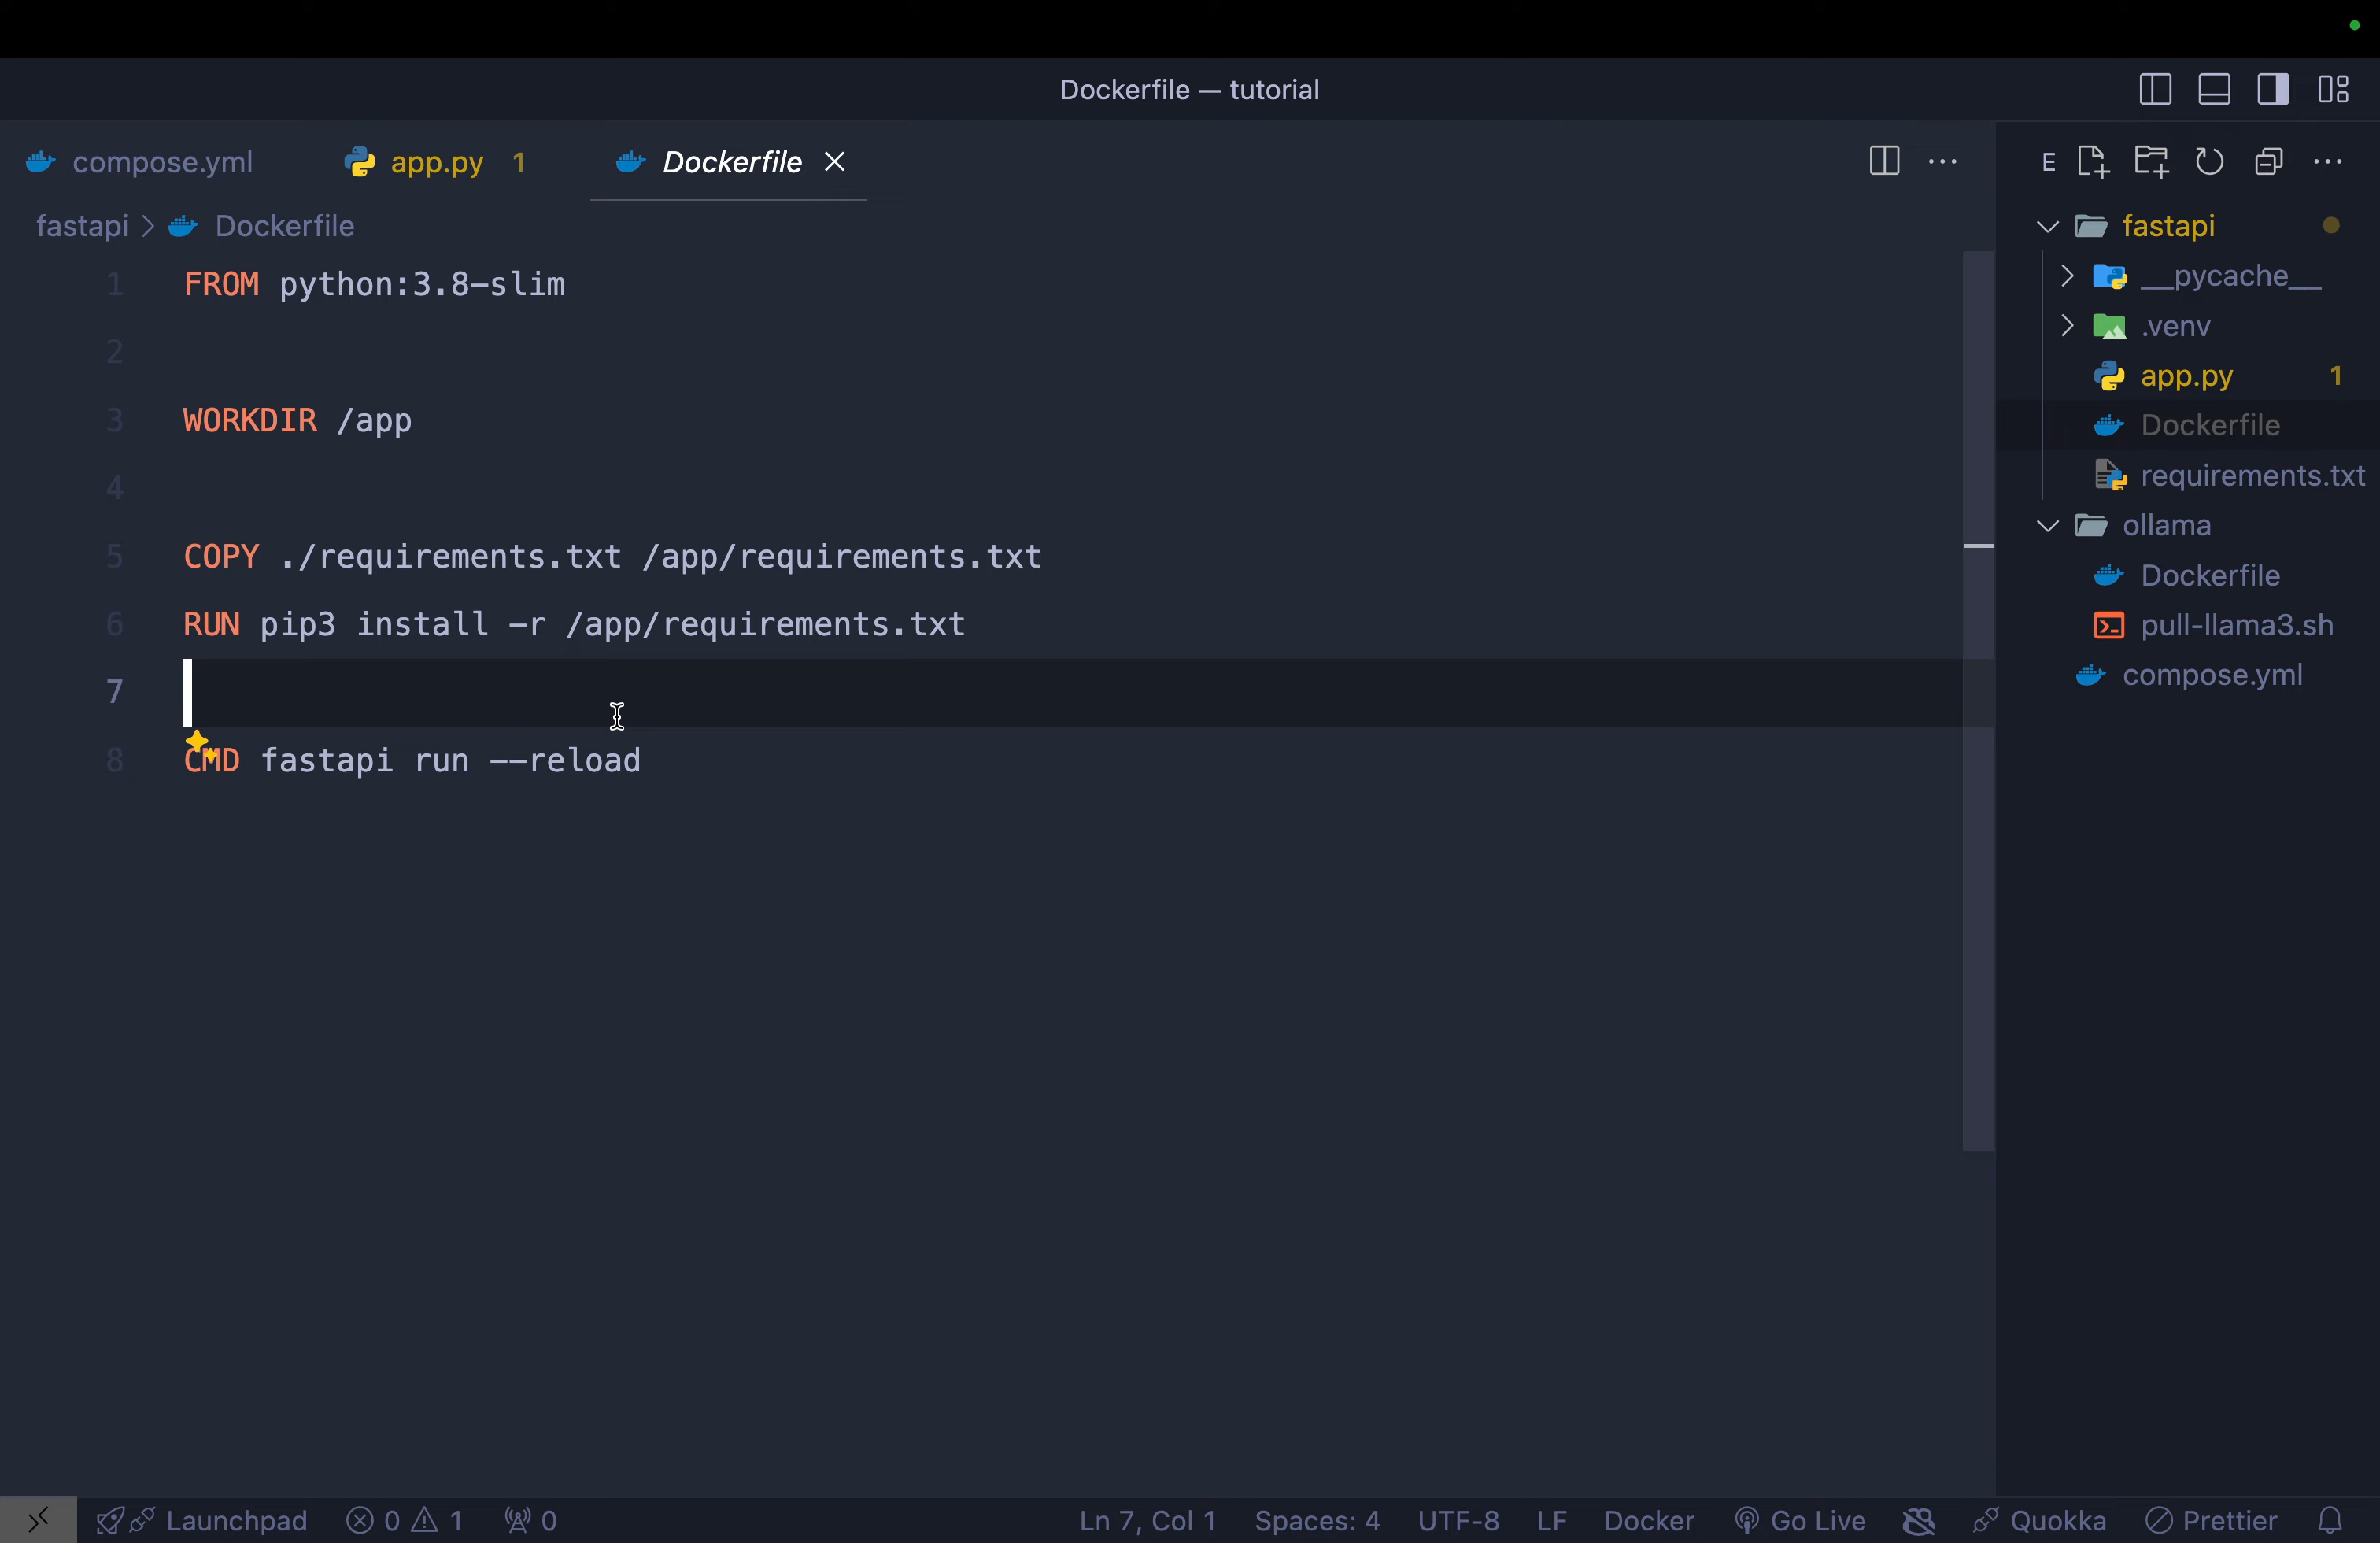 Dockerfile — tutorial
compose.yml
app.py 1
Dockerfile
E
fastapi > Dockerfile
1 FROM python:3.8-slim
2
3 WORKDIR /app
4
5 COPY ./requirements.txt /app/requirements.txt
6 RUN pip3 install -r /app/requirements.txt
7
8 CMD fastapi run --reload
fastapi
__pycache__
.venv
app.py 1
Dockerfile
requirements.txt
ollama
Dockerfile
pull-llama3.sh
compose.yml
Launchpad 0 1 0 Ln 7, Col 1 Spaces: 4 UTF-8 LF Docker Go Live Quokka Prettier